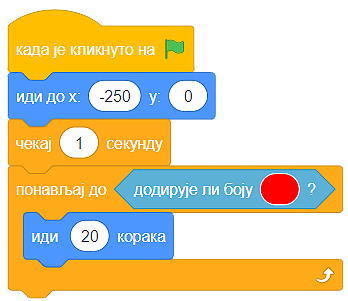 када је кликнуто на
иди до x: -250 y: 0
чекај 1 секунду
понављај до додирује ли боју ?
иди 20 корака